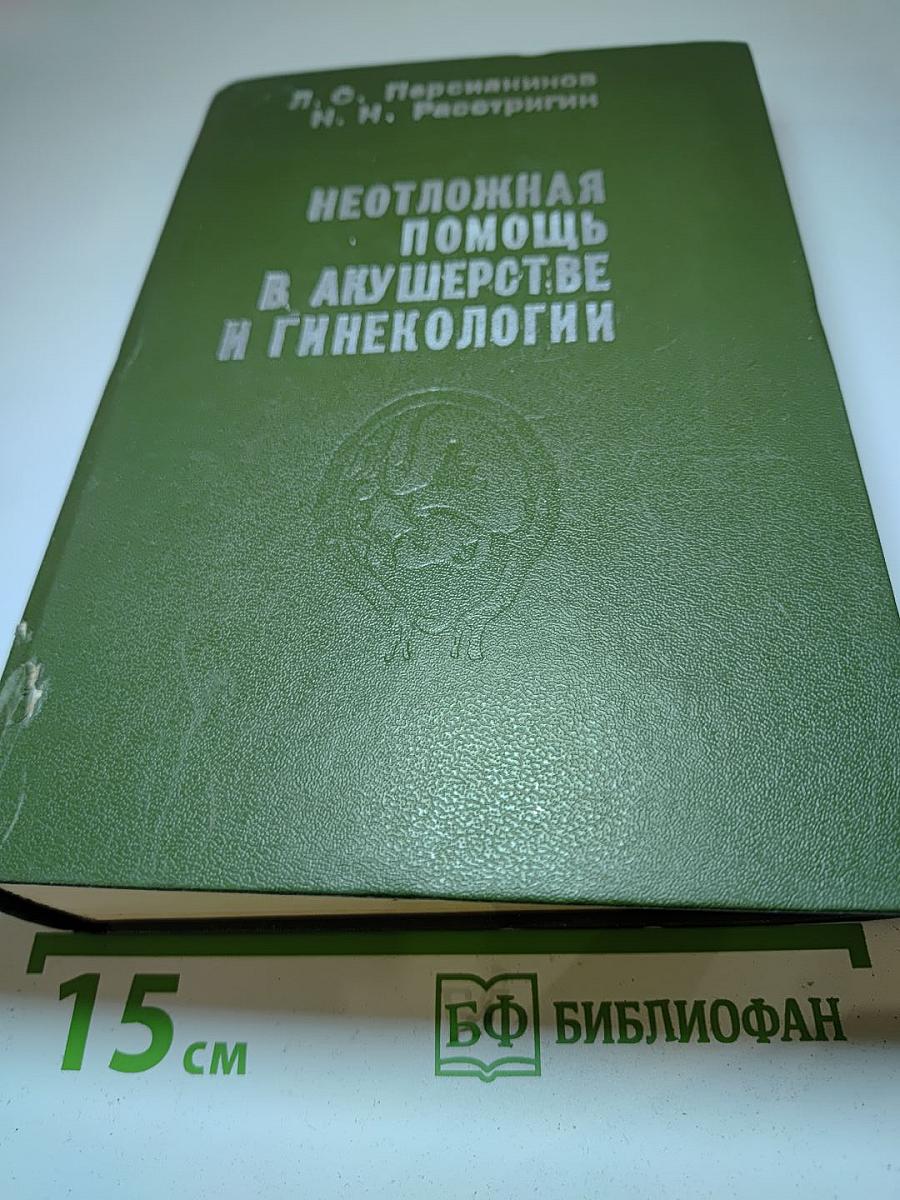 Л. С. Персианинов
Н. Н. Расстригин
НЕОТЛОЖНАЯ
ПОМОЩЬ
В АКУШЕРСТВЕ
И ГИНЕКОЛОГИИ
15 см
БФ БИБЛИОФАН